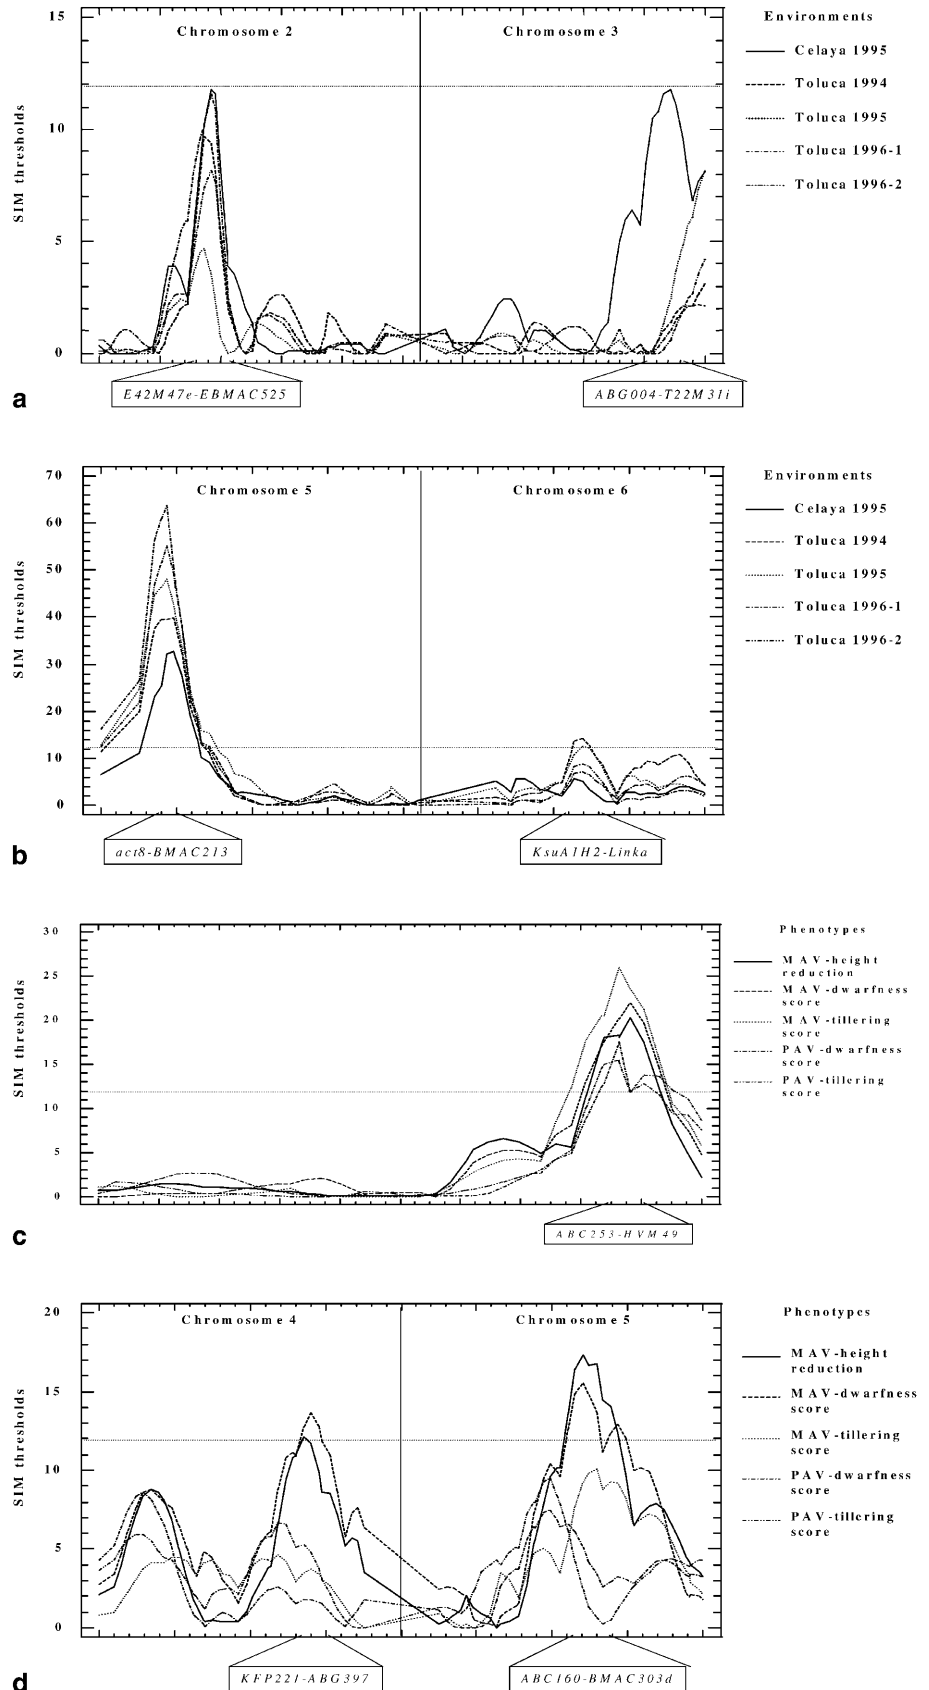 15
Chromosome 2
Chromosome 3
10
5
0
SIM thresholds
Environments
Celaya 1995
Toluca 1994
Toluca 1995
Toluca 1996-1
Toluca 1996-2
E42M47e-EBMAC525
ABG004-T22M31i
a
70
60
50
40
30
20
10
0
SIM thresholds
Chromosome 5
Chromosome 6
Environments
Celaya 1995
Toluca 1994
Toluca 1995
Toluca 1996-1
Toluca 1996-2
act8-BMAC213
KsuA1H2-Linka
b
30
25
20
15
10
5
0
SIM thresholds
Phenotypes
MAV-height
reduction
MAV-dwarfness
score
MAV-tillering
score
PAV-dwarfness
score
PAV-tillering
score
ABC253-HVM49
c
20
15
10
5
0
SIM thresholds
Chromosome 4
Chromosome 5
Phenotypes
MAV-height
reduction
MAV-dwarfness
score
MAV-tillering
score
PAV-dwarfness
score
PAV-tillering
score
KFP221-ABG397
ABC160-BMAC303d
d